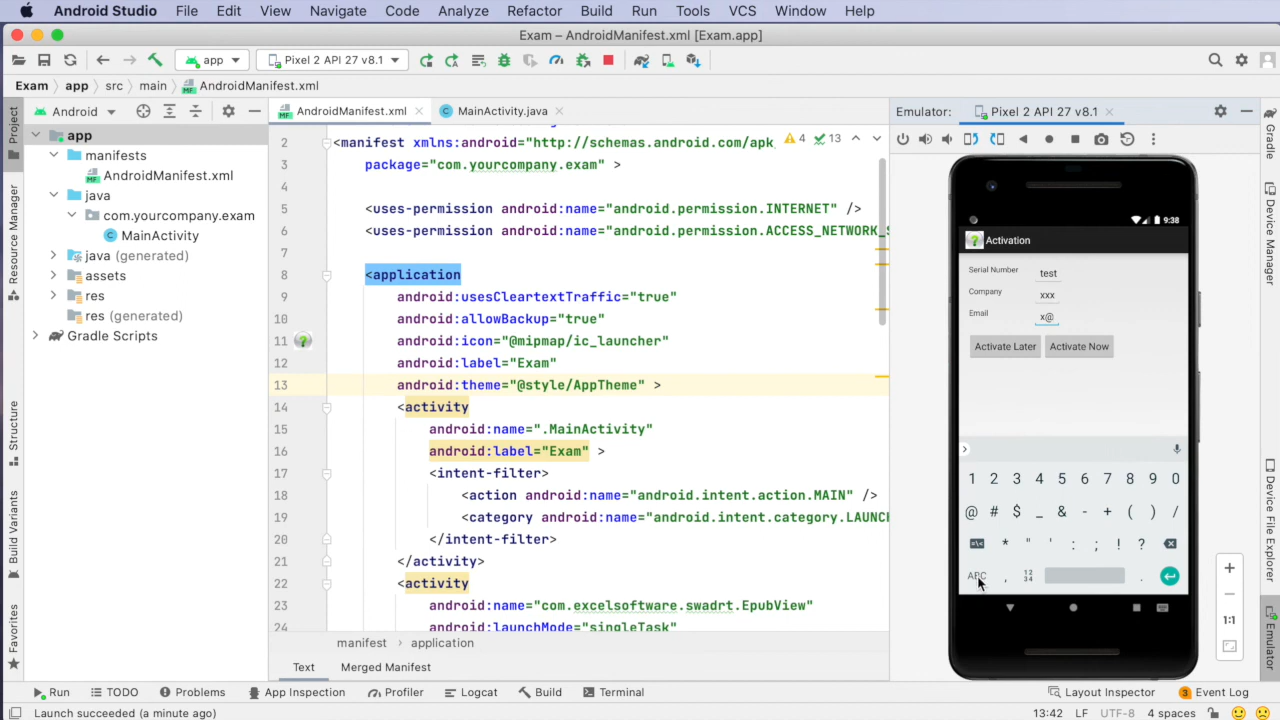 Android Studio File Edit View Navigate Code Analyze Refactor Build Run Tools VCS Window Help
Exam – AndroidManifest.xml [Exam.app]
app Pixel 2 API 27 v8.1
Exam app src main AndroidManifest.xml
Android
AndroidManifest.xml MainActivity.java
Emulator: Pixel 2 API 27 v8.1
Project
Resource Manager
Structure
Build Variants
Favorites
app
manifests
AndroidManifest.xml
java
com.yourcompany.exam
MainActivity
java (generated)
assets
res
res (generated)
Gradle Scripts
4 13
2 <manifest xmlns:android="http://schemas.android.com/apk
3 package="com.yourcompany.exam" >
4
5 <uses-permission android:name="android.permission.INTERNET" />
6 <uses-permission android:name="android.permission.ACCESS_NETWORK_S
7
8 <application
9 android:usesCleartextTraffic="true"
10 android:allowBackup="true"
11 android:icon="@mipmap/ic_launcher"
12 android:label="Exam"
13 android:theme="@style/AppTheme" >
14 <activity
15 android:name=".MainActivity"
16 android:label="Exam" >
17 <intent-filter>
18 <action android:name="android.intent.action.MAIN" />
19 <category android:name="android.intent.category.LAUNCH
20 </intent-filter>
21 </activity>
22 <activity
23 android:name="com.excelsoftware.swadrt.EpubView"
24 android:launchMode="singleTask"
manifest application
Text Merged Manifest
9:38
Activation
Serial Number test
Company xxx
Email x@
Activate Later Activate Now
1 2 3 4 5 6 7 8 9 0
@ # $ _ & - + ( ) /
=\< * " ' : ; ! ?
ABC , 12 34 .
1:1
Gradle
Device Manager
Device File Explorer
Emulator
Run TODO Problems App Inspection Profiler Logcat Build Terminal Layout Inspector 3 Event Log
Launch succeeded (a minute ago) 13:42 LF UTF-8 4 spaces